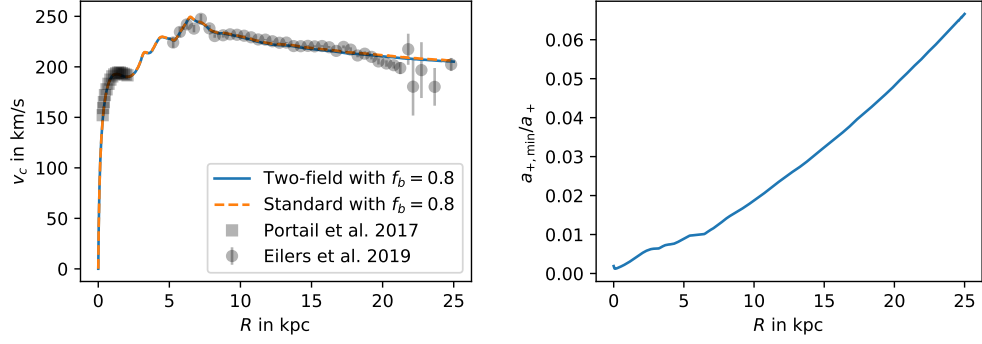 250
200
150
100
50
0
v_c in km/s
0 5 10 15 20 25
R in kpc
Two-field with f_b = 0.8
Standard with f_b = 0.8
Portail et al. 2017
Eilers et al. 2019
0.06
0.05
0.04
0.03
0.02
0.01
0.00
a_{+,min}/a_+
0 5 10 15 20 25
R in kpc